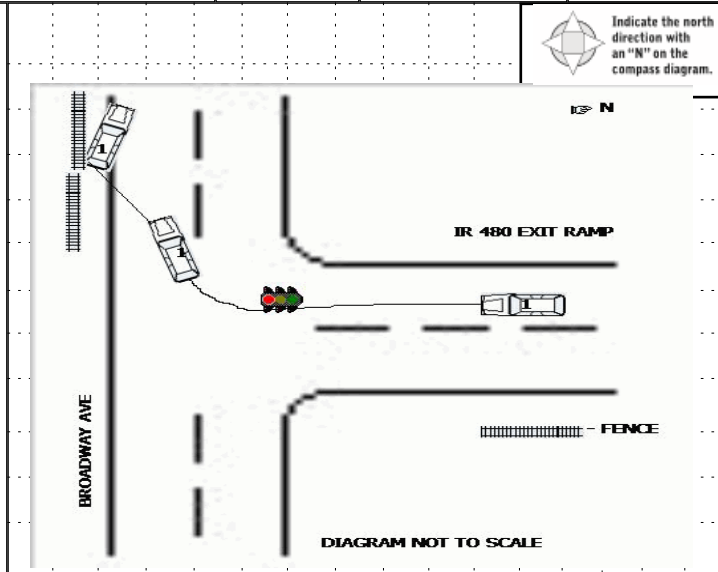 Indicate the north
direction with
an "N" on the
compass diagram.
N
1
1
IR 480 EXIT RAMP
1
BROADWAY AVE
- FENCE
DIAGRAM NOT TO SCALE